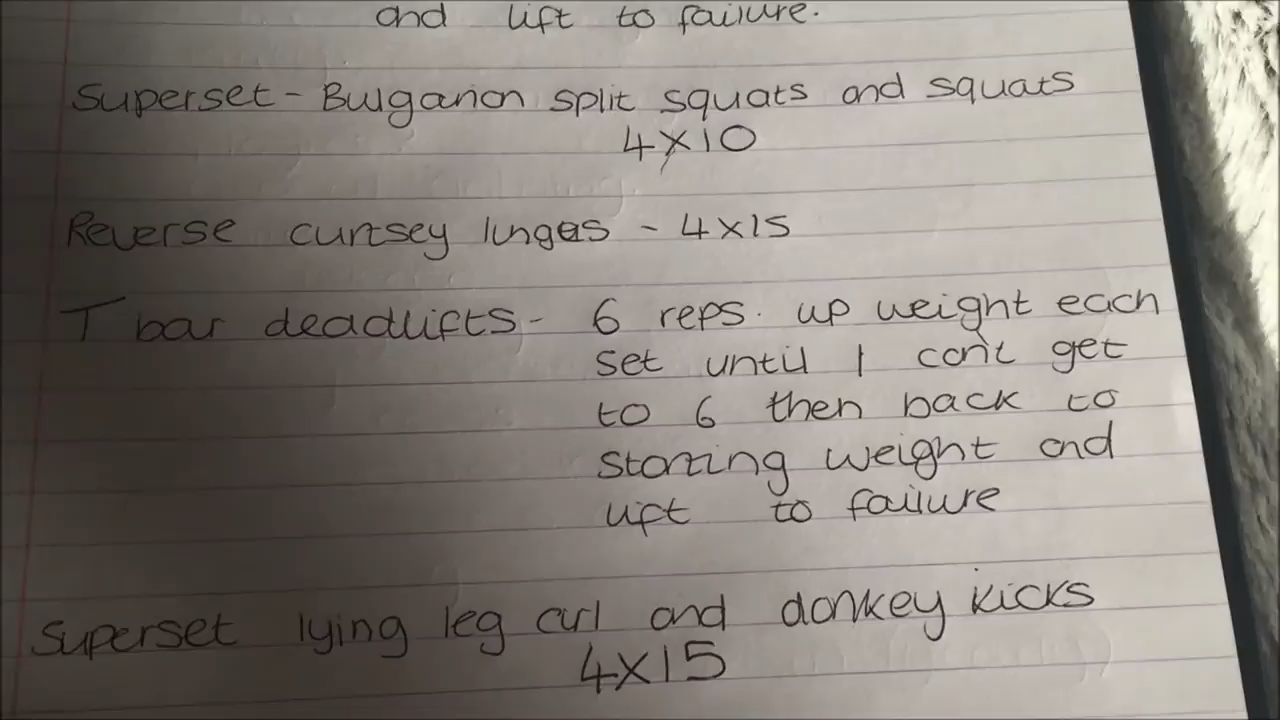 and lift to failure.
Superset - Bulgarian split squats and squats
4x10
Reverse curtsey lunges - 4x15
T bar deadlifts - 6 reps. up weight each
set until I can't get
to 6 then back to
starting weight and
lift to failure
Superset lying leg curl and donkey kicks
4x15